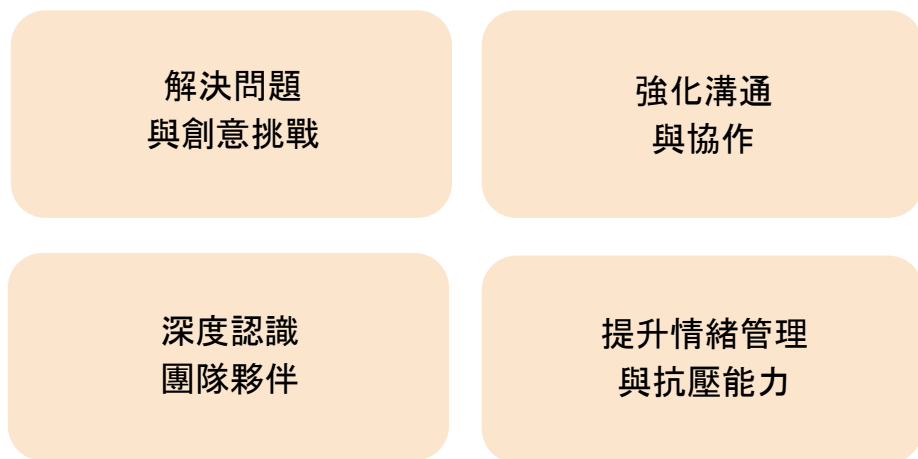 解決問題
與創意挑戰
強化溝通
與協作
深度認識
團隊夥伴
提升情緒管理
與抗壓能力